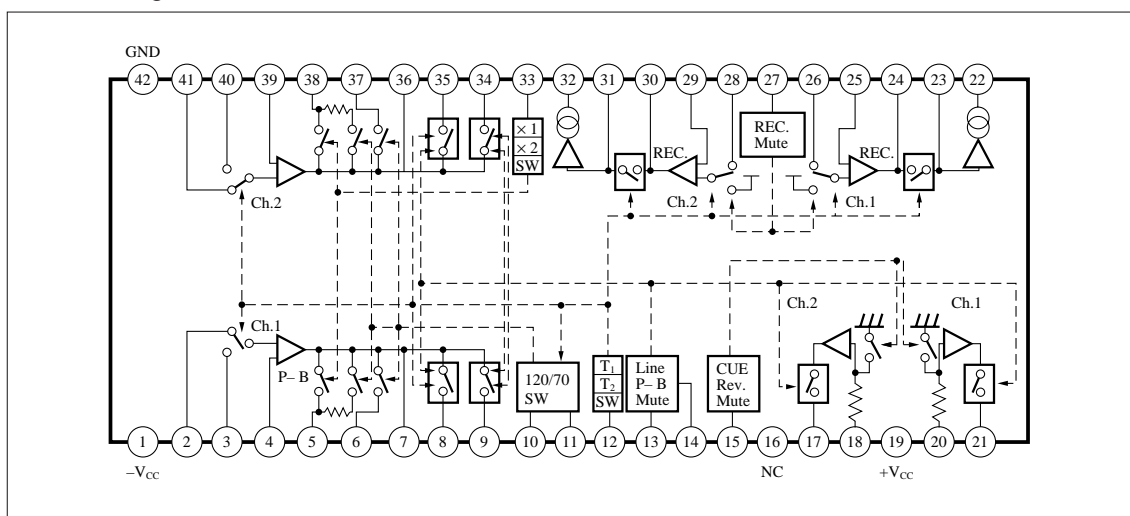 GND
42 41 40 39 38 37 36 35 34 33 32 31 30 29 28 27 26 25 24 23 22
× 1
× 2
SW
REC.
REC.
Mute
REC.
Ch.2
Ch.2
Ch.1
Ch.1
P– B
Ch.2
Ch.1
120/70
SW
T₁
T₂
SW
Line
P– B
Mute
CUE
Rev.
Mute
1 2 3 4 5 6 7 8 9 10 11 12 13 14 15 16 17 18 19 20 21
–VCC
NC
+VCC